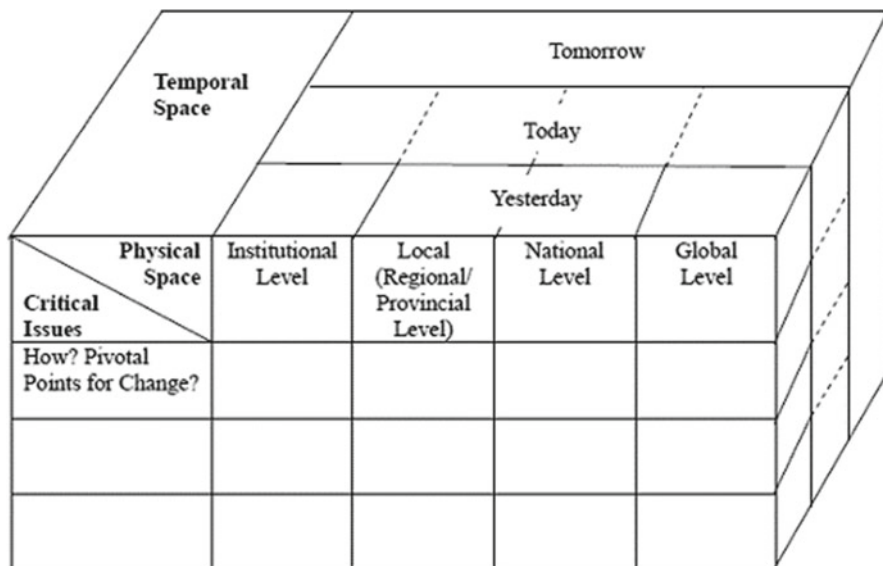 Tomorrow
Temporal
Space
Today
Yesterday
Physical
Space
Critical
Issues
Institutional
Level
Local
(Regional/
Provincial
Level)
National
Level
Global
Level
How? Pivotal
Points for Change?